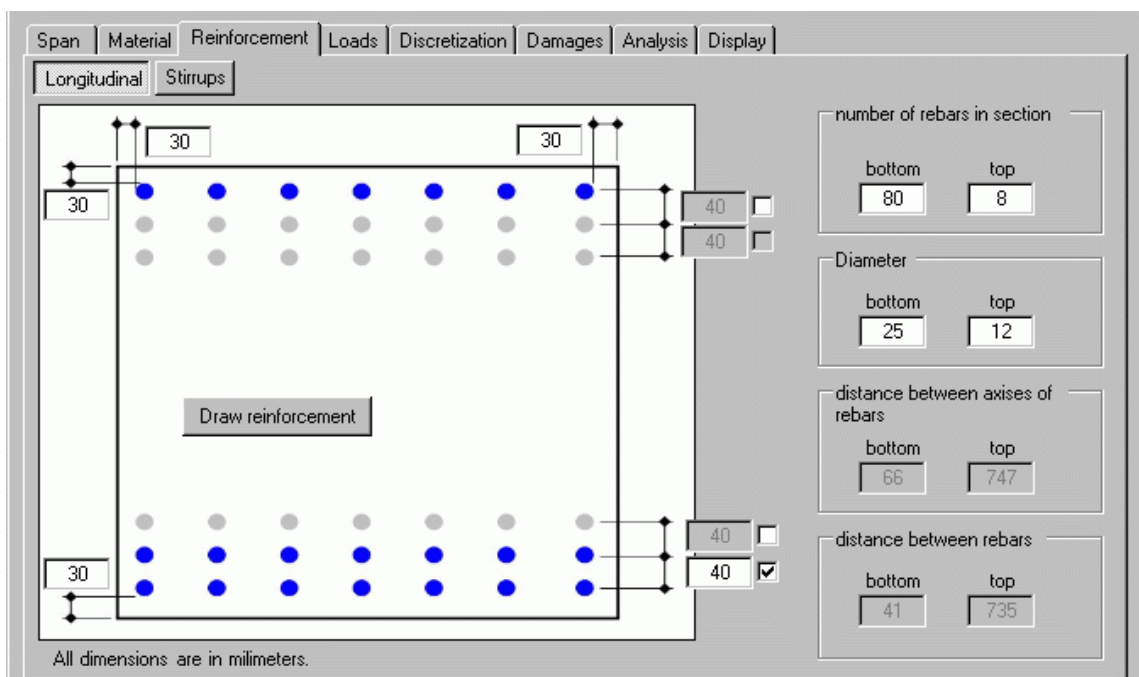 Span Material Reinforcement Loads Discretization Damages Analysis Display
Longitudinal Stirrups
30 30
30
40
40
Draw reinforcement
40
40
30
All dimensions are in milimeters.
number of rebars in section
bottom top
80 8
Diameter
bottom top
25 12
distance between axises of
rebars
bottom top
66 747
distance between rebars
bottom top
41 735